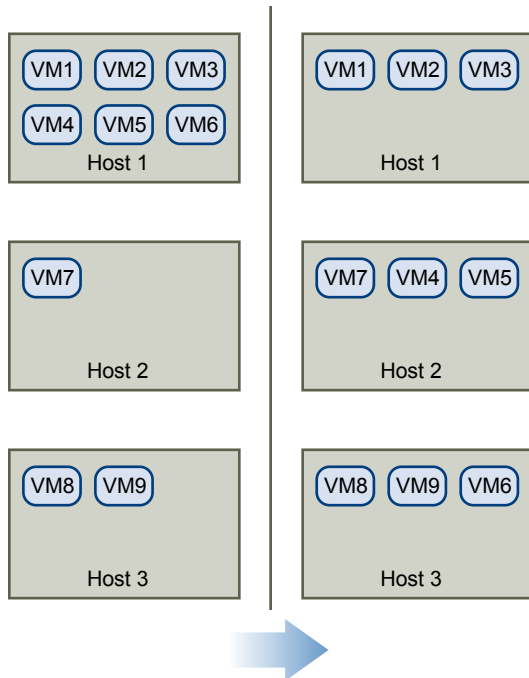 VM1 VM2 VM3
VM4 VM5 VM6
Host 1
VM7
Host 2
VM8 VM9
Host 3
VM1 VM2 VM3
Host 1
VM7 VM4 VM5
Host 2
VM8 VM9 VM6
Host 3